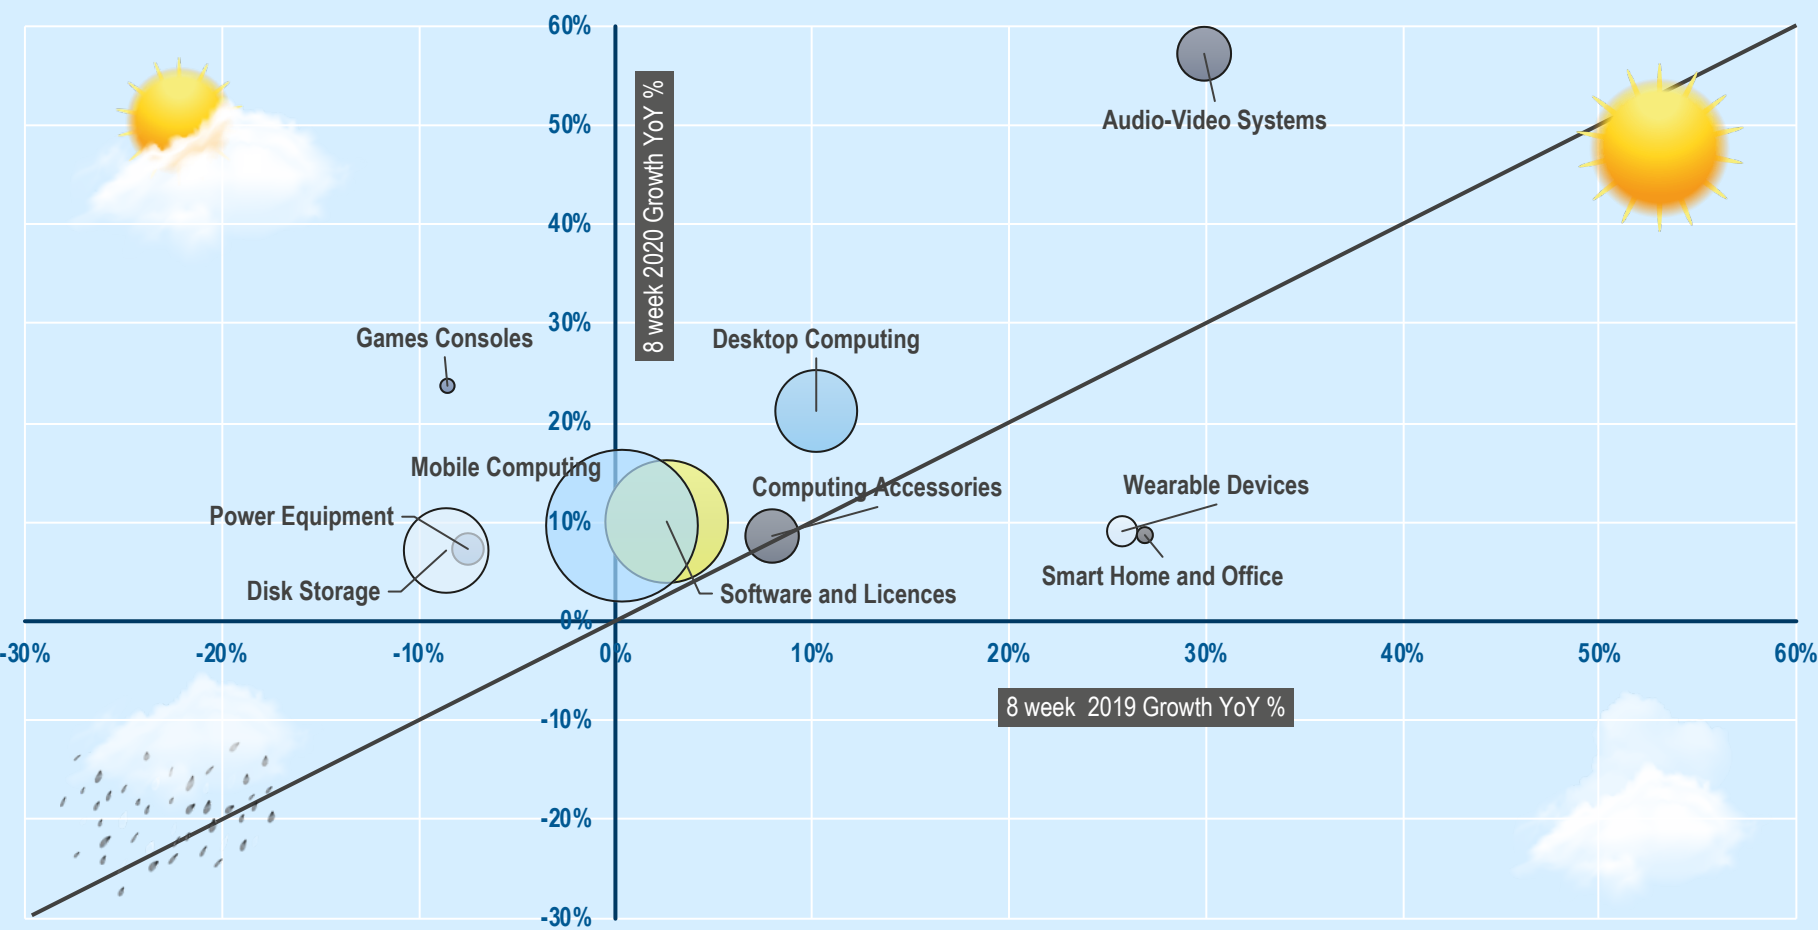 60%
50%
40%
30%
20%
10%
0%
-10%
-20%
-30%
8 week 2020 Growth YoY %
Audio-Video Systems
Games Consoles
Desktop Computing
Mobile Computing
Computing Accessories
Wearable Devices
Power Equipment
Smart Home and Office
Disk Storage
Software and Licences
-30%
-20%
-10%
0%
10%
20%
30%
40%
50%
60%
8 week  2019 Growth YoY %